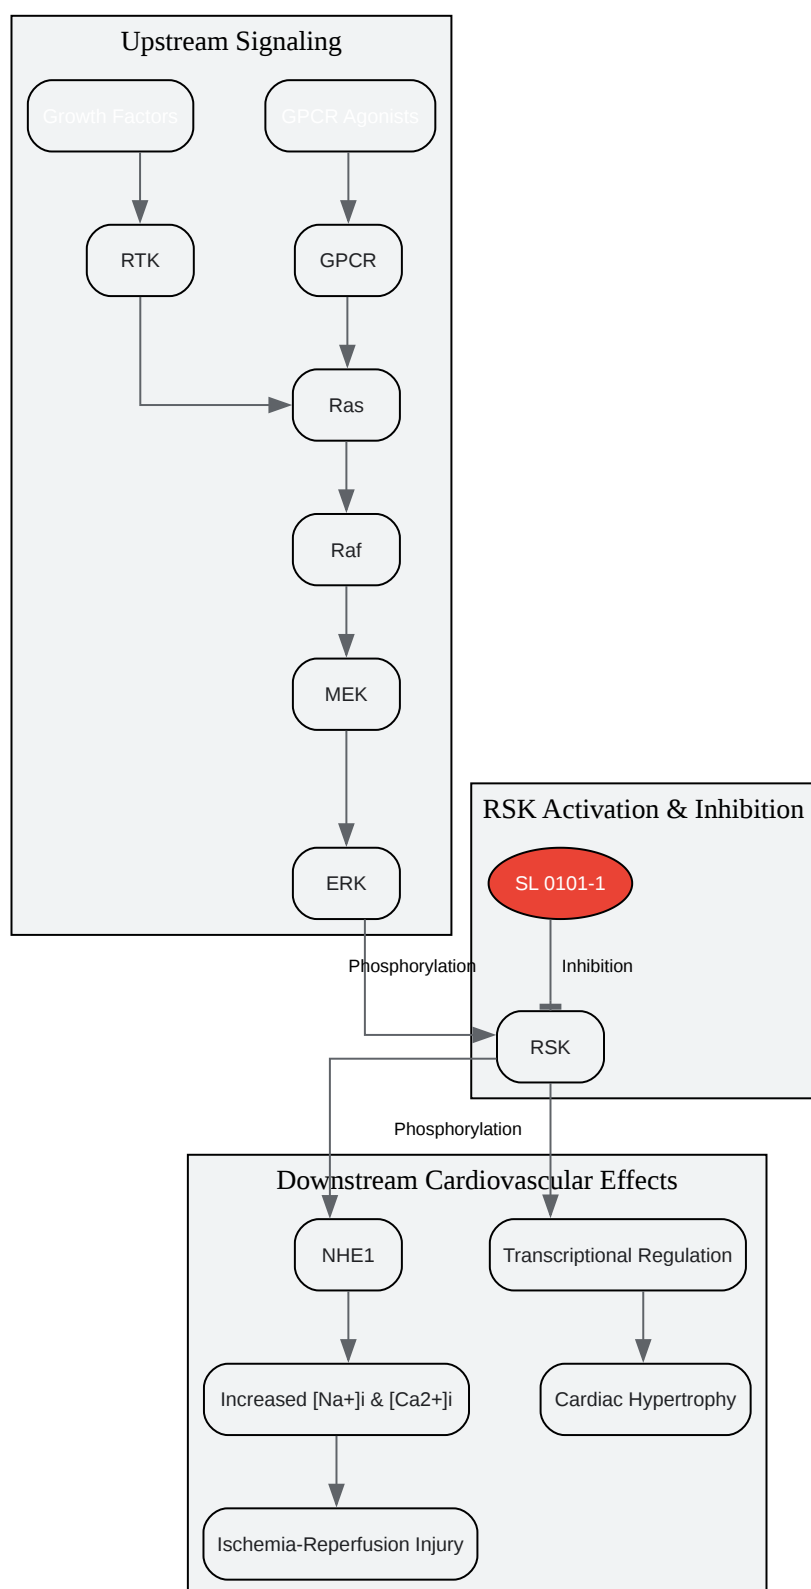 Upstream Signaling
Growth Factors
GPCR Agonists
RTK
GPCR
Ras
Raf
MEK
ERK
RSK Activation & Inhibition
SL 0101-1
Phosphorylation
Inhibition
RSK
Phosphorylation
Downstream Cardiovascular Effects
NHE1
Transcriptional Regulation
Increased [Na+]i & [Ca2+]i
Cardiac Hypertrophy
Ischemia-Reperfusion Injury